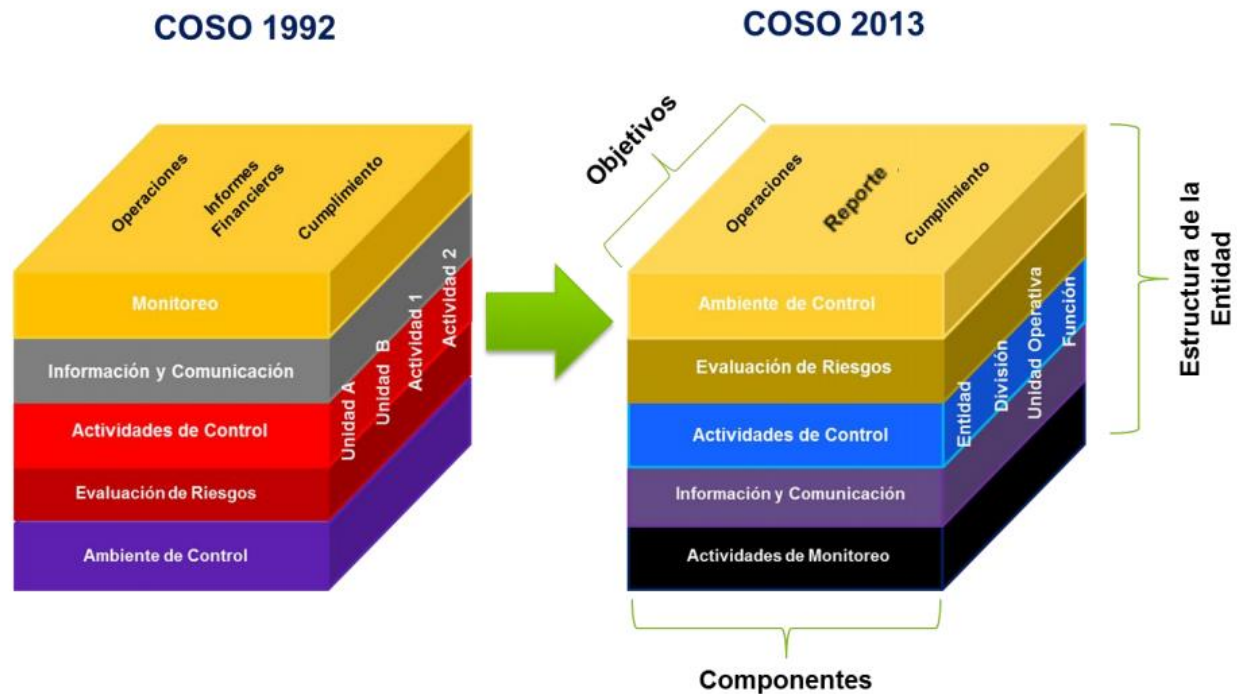 COSO 1992
Operaciones
Informes
Financieros
Cumplimiento
Monitoreo
Información y Comunicación
Actividades de Control
Evaluación de Riesgos
Ambiente de Control
Unidad A
Unidad B
Actividad 1
Actividad 2
COSO 2013
Objetivos
Operaciones
Reporte
Cumplimiento
Ambiente de Control
Evaluación de Riesgos
Actividades de Control
Información y Comunicación
Actividades de Monitoreo
Entidad
División
Unidad Operativa
Función
Estructura de la
Entidad
Componentes